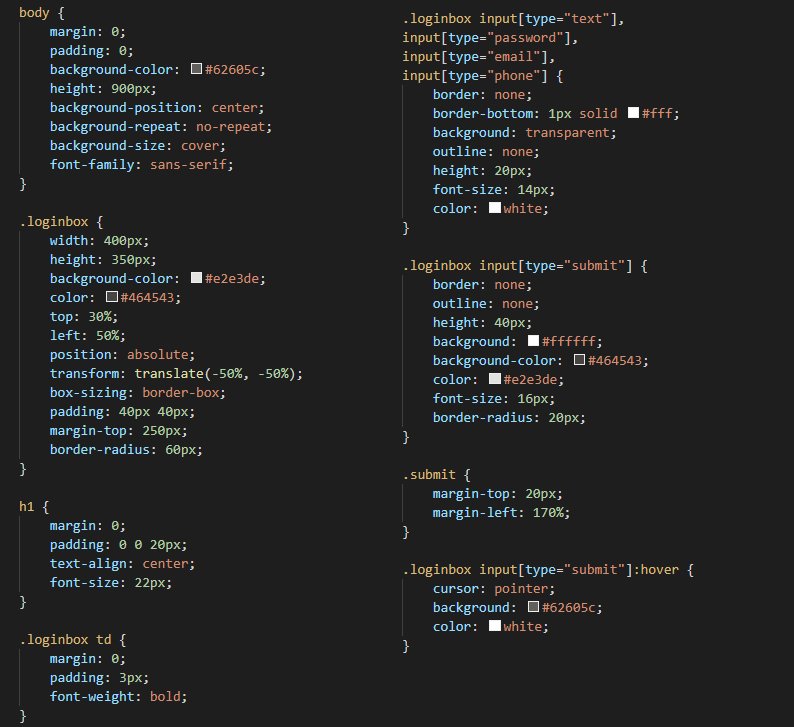 body {
    margin: 0;
    padding: 0;
    background-color: #62605c;
    height: 900px;
    background-position: center;
    background-repeat: no-repeat;
    background-size: cover;
    font-family: sans-serif;
}

.loginbox {
    width: 400px;
    height: 350px;
    background-color: #e2e3de;
    color: #464543;
    top: 30%;
    left: 50%;
    position: absolute;
    transform: translate(-50%, -50%);
    box-sizing: border-box;
    padding: 40px 40px;
    margin-top: 250px;
    border-radius: 60px;
}

h1 {
    margin: 0;
    padding: 0 0 20px;
    text-align: center;
    font-size: 22px;
}

.loginbox td {
    margin: 0;
    padding: 3px;
    font-weight: bold;
}

.loginbox input[type="text"],
input[type="password"],
input[type="email"],
input[type="phone"] {
    border: none;
    border-bottom: 1px solid #fff;
    background: transparent;
    outline: none;
    height: 20px;
    font-size: 14px;
    color: white;
}

.loginbox input[type="submit"] {
    border: none;
    outline: none;
    height: 40px;
    background: #ffffff;
    background-color: #464543;
    color: #e2e3de;
    font-size: 16px;
    border-radius: 20px;
}

.submit {
    margin-top: 20px;
    margin-left: 170%;
}

.loginbox input[type="submit"]:hover {
    cursor: pointer;
    background: #62605c;
    color: white;
}